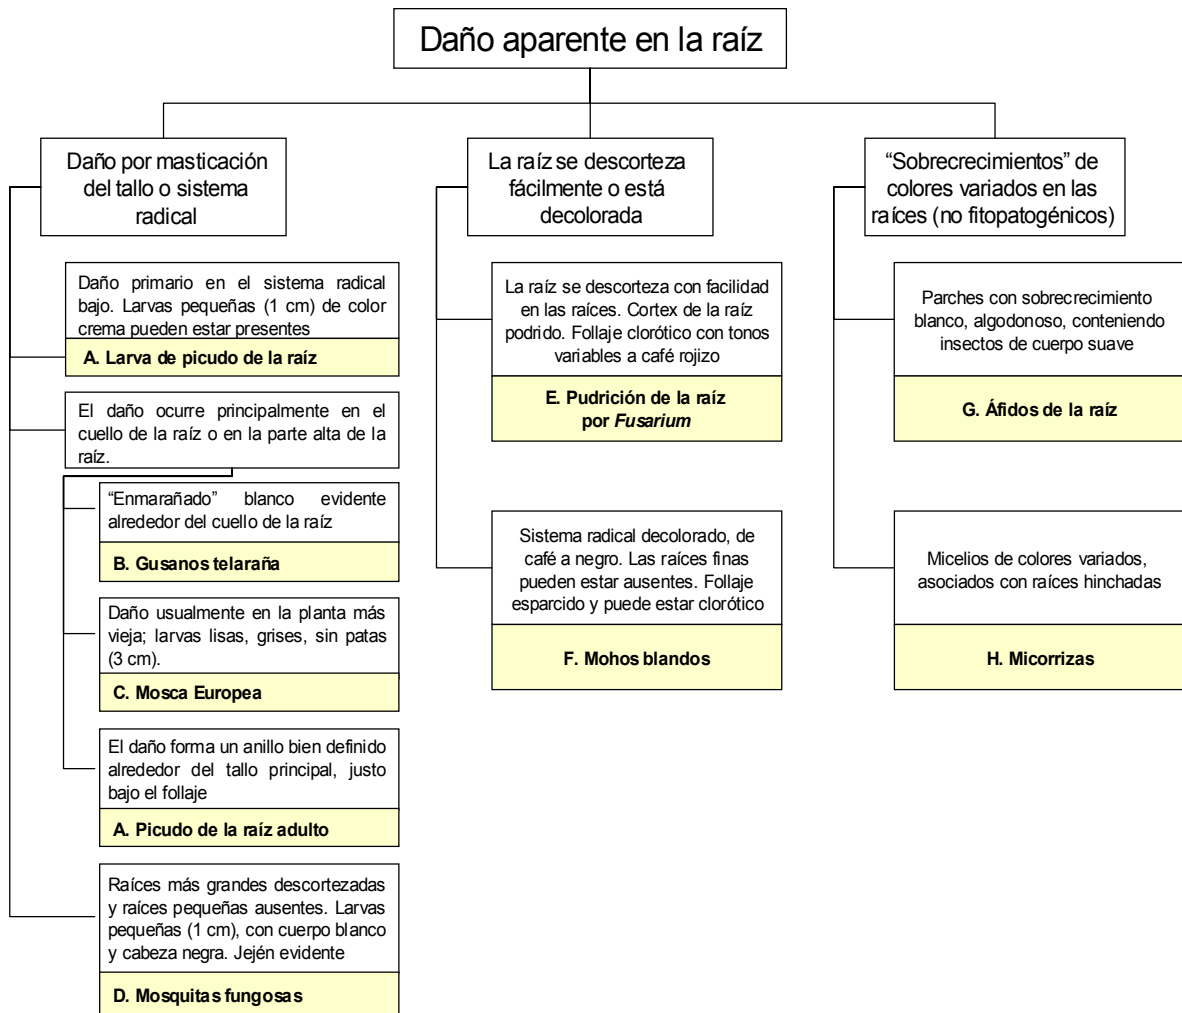 Daño aparente en la raíz
Daño por masticación
del tallo o sistema
radical
Daño primario en el sistema radical
bajo. Larvas pequeñas (1 cm) de color
crema pueden estar presentes
A. Larva de picudo de la raíz
El daño ocurre principalmente en el
cuello de la raíz o en la parte alta de la
raíz.
“Enmarañado” blanco evidente
alrededor del cuello de la raíz
B. Gusanos telaraña
Daño usualmente en la planta más
vieja; larvas lisas, grises, sin patas
(3 cm).
C. Mosca Europea
El daño forma un anillo bien definido
alrededor del tallo principal, justo
bajo el follaje
A. Picudo de la raíz adulto
Raíces más grandes descortezadas
y raíces pequeñas ausentes. Larvas
pequeñas (1 cm), con cuerpo blanco
y cabeza negra. Jején evidente
D. Mosquitas fungosas
La raíz se descorteza
fácilmente o está
decolorada
La raíz se descorteza con facilidad
en las raíces. Cortex de la raíz
podrido. Follaje clorótico con tonos
variables a café rojizo
E. Pudrición de la raíz
por Fusarium
Sistema radical decolorado, de
café a negro. Las raíces finas
pueden estar ausentes. Follaje
esparcido y puede estar clorótico
F. Mohos blandos
“Sobrecrecimientos” de
colores variados en las
raíces (no fitopatogénicos)
Parches con sobrecrecimiento
blanco, algodonoso, conteniendo
insectos de cuerpo suave
G. Áfidos de la raíz
Micelios de colores variados,
asociados con raíces hinchadas
H. Micorrizas